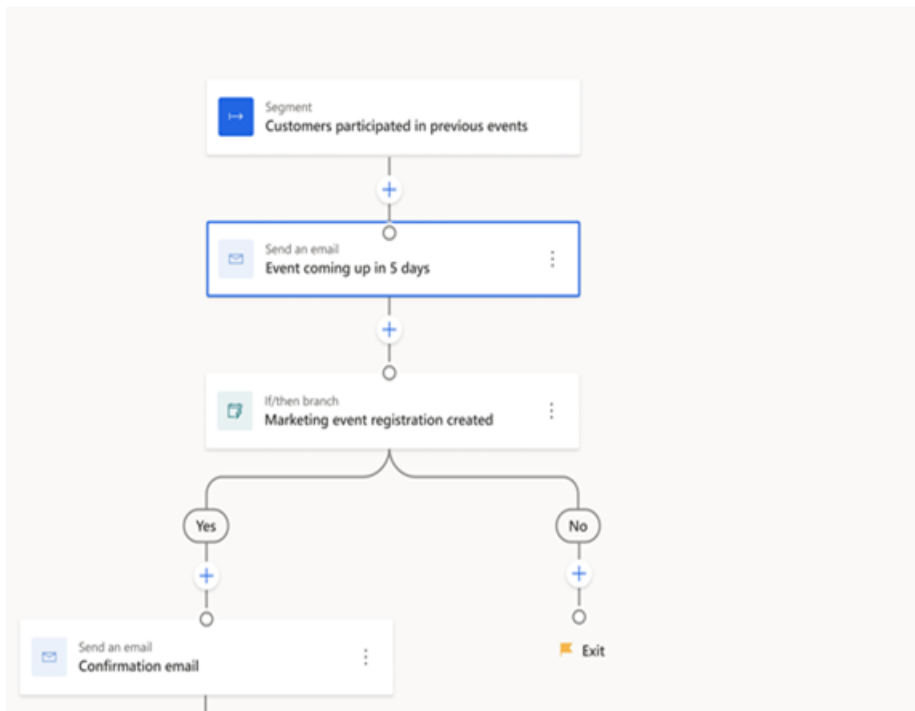 Segment
Customers participated in previous events
Send an email
Event coming up in 5 days
If/then branch
Marketing event registration created
Yes
No
Send an email
Confirmation email
Exit